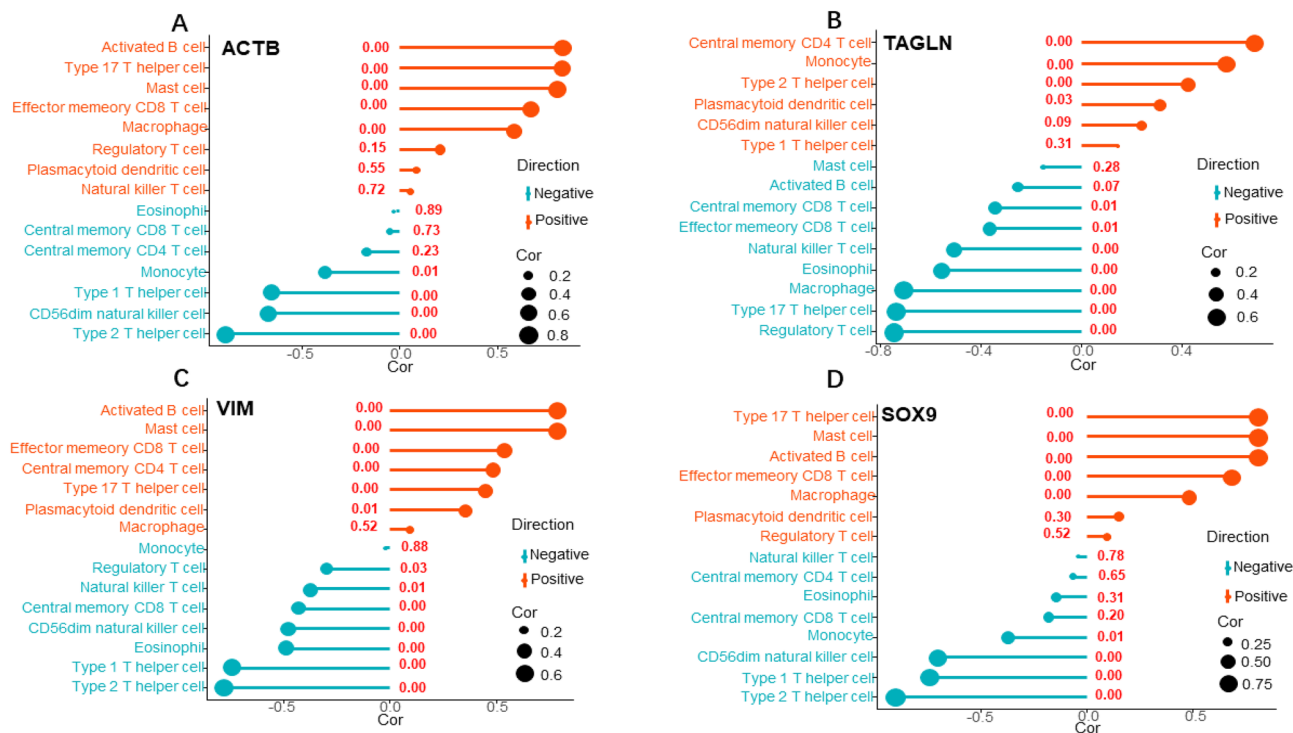 A
ACTB
Activated B cell 0.00
Type 17 T helper cell 0.00
Mast cell 0.00
Effector memeory CD8 T cell 0.00
Macrophage 0.00
Regulatory T cell 0.15
Plasmacytoid dendritic cell 0.55
Natural killer T cell 0.72
Eosinophil 0.89
Central memory CD8 T cell 0.73
Central memory CD4 T cell 0.23
Monocyte 0.01
Type 1 T helper cell 0.00
CD56dim natural killer cell 0.00
Type 2 T helper cell 0.00
-0.5 0.0 0.5
Cor
Direction
Negative
Positive
Cor
0.2
0.4
0.6
0.8
B
TAGLN
Central memory CD4 T cell 0.00
Monocyte 0.00
Type 2 T helper cell 0.00
Plasmacytoid dendritic cell 0.03
CD56dim natural killer cell 0.09
Type 1 T helper cell 0.31
Mast cell 0.28
Activated B cell 0.07
Central memory CD8 T cell 0.01
Effector memeory CD8 T cell 0.01
Natural killer T cell 0.00
Eosinophil 0.00
Macrophage 0.00
Type 17 T helper cell 0.00
Regulatory T cell 0.00
-0.8 -0.4 0.0 0.4
Cor
Direction
Negative
Positive
Cor
0.2
0.4
0.6
C
VIM
Activated B cell 0.00
Mast cell 0.00
Effector memeory CD8 T cell 0.00
Central memory CD4 T cell 0.00
Type 17 T helper cell 0.00
Plasmacytoid dendritic cell 0.01
Macrophage 0.52
Monocyte 0.88
Regulatory T cell 0.03
Natural killer T cell 0.01
Central memory CD8 T cell 0.00
CD56dim natural killer cell 0.00
Eosinophil 0.00
Type 1 T helper cell 0.00
Type 2 T helper cell 0.00
-0.5 0.0 0.5
Cor
Direction
Negative
Positive
Cor
0.2
0.4
0.6
D
SOX9
Type 17 T helper cell 0.00
Mast cell 0.00
Activated B cell 0.00
Effector memeory CD8 T cell 0.00
Macrophage 0.00
Plasmacytoid dendritic cell 0.30
Regulatory T cell 0.52
Natural killer T cell 0.78
Central memory CD4 T cell 0.65
Eosinophil 0.31
Central memory CD8 T cell 0.20
Monocyte 0.01
CD56dim natural killer cell 0.00
Type 1 T helper cell 0.00
Type 2 T helper cell 0.00
-0.5 0.0 0.5
Cor
Direction
Negative
Positive
Cor
0.25
0.50
0.75